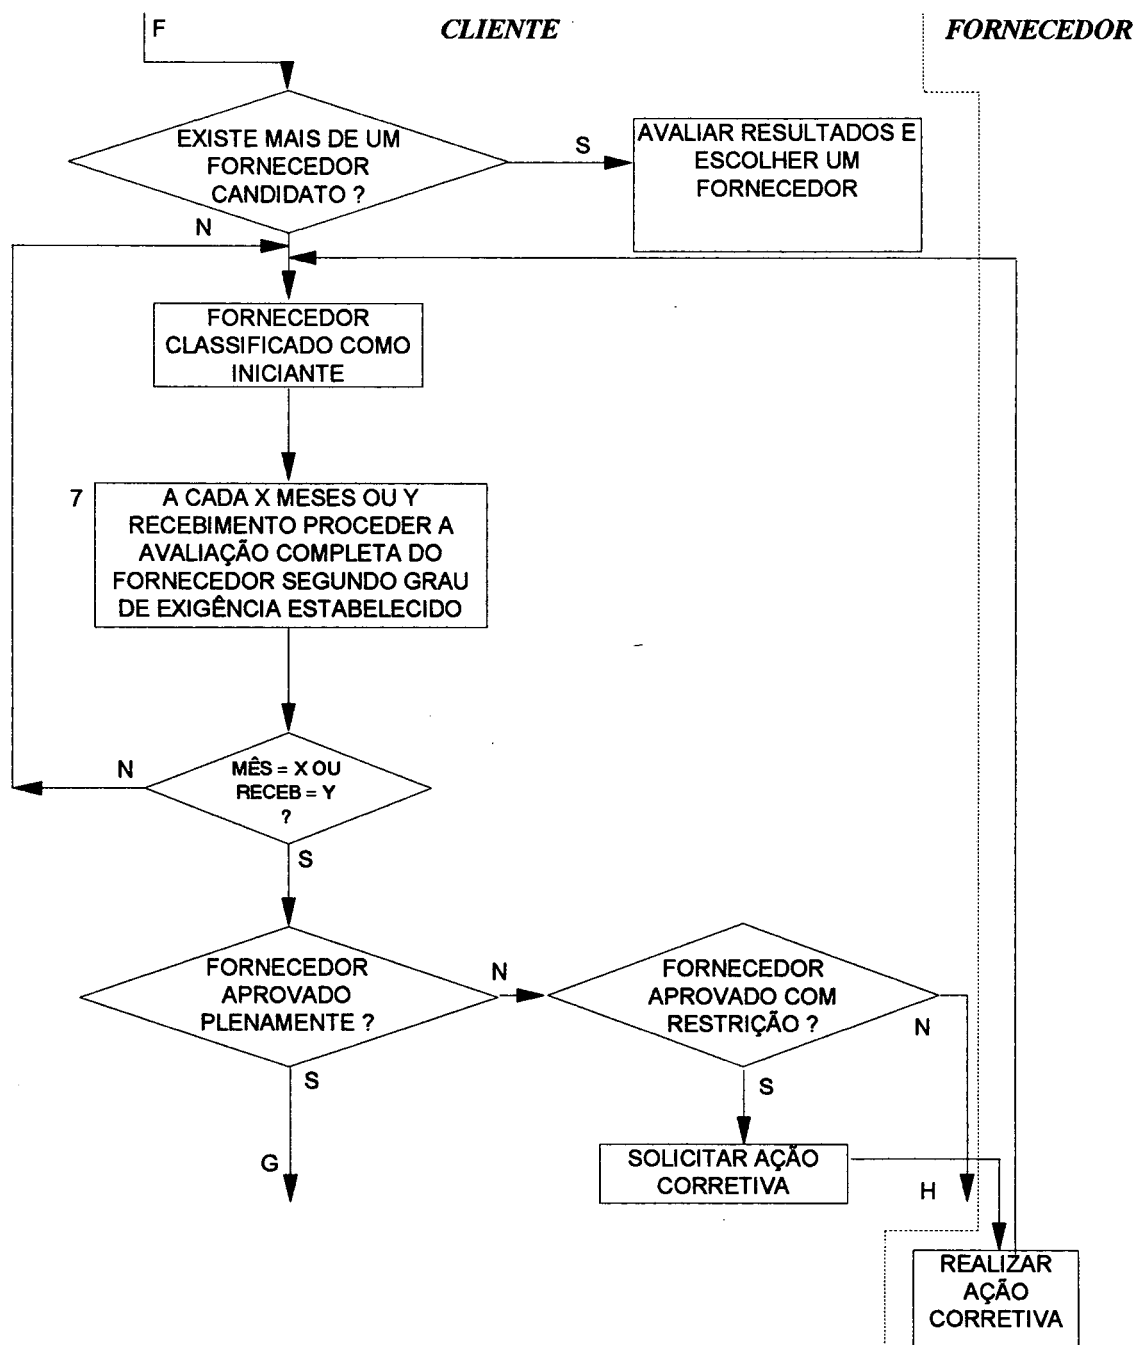 F
CLIENTE
FORNECEDOR
EXISTE MAIS DE UM
FORNECEDOR
CANDIDATO ?
S
AVALIAR RESULTADOS E
ESCOLHER UM
FORNECEDOR
N
FORNECEDOR
CLASSIFICADO COMO
INICIANTE
7
A CADA X MESES OU Y
RECEBIMENTO PROCEDER A
AVALIAÇÃO COMPLETA DO
FORNECEDOR SEGUNDO GRAU
DE EXIGÊNCIA ESTABELECIDO
N
MÊS = X OU
RECEB = Y
?
S
FORNECEDOR
APROVADO
PLENAMENTE ?
N
FORNECEDOR
APROVADO COM
RESTRIÇÃO ?
N
S
S
G
SOLICITAR AÇÃO
CORRETIVA
H
REALIZAR
AÇÃO
CORRETIVA